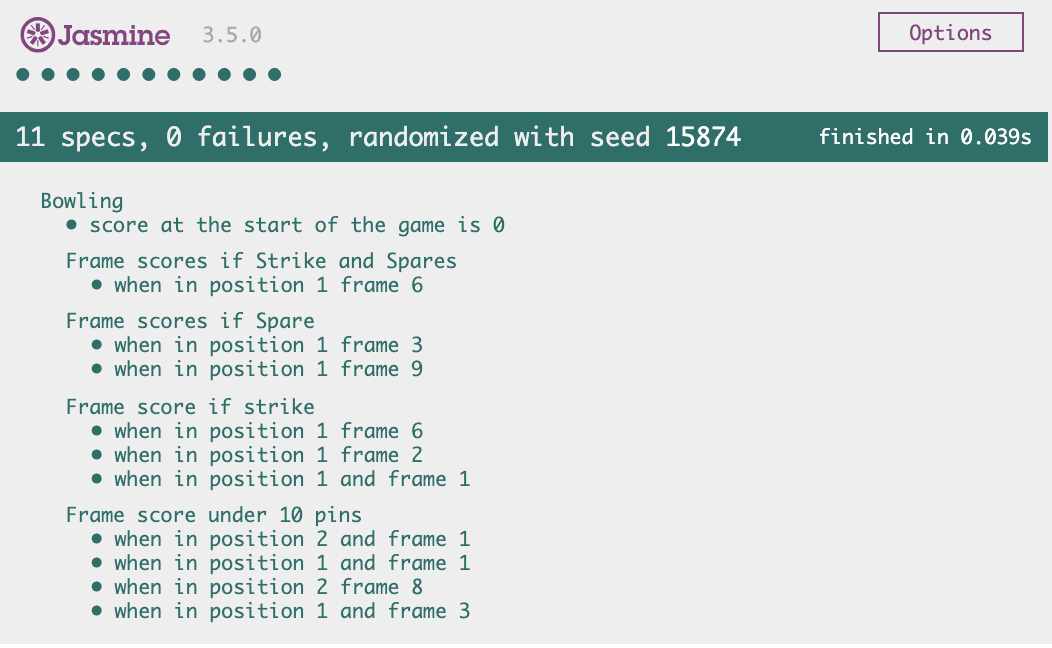 Jasmine 3.5.0 Options
11 specs, 0 failures, randomized with seed 15874 finished in 0.039s
Bowling
• score at the start of the game is 0
Frame scores if Strike and Spares
• when in position 1 frame 6
Frame scores if Spare
• when in position 1 frame 3
• when in position 1 frame 9
Frame score if strike
• when in position 1 frame 6
• when in position 1 frame 2
• when in position 1 and frame 1
Frame score under 10 pins
• when in position 2 and frame 1
• when in position 1 and frame 1
• when in position 2 frame 8
• when in position 1 and frame 3